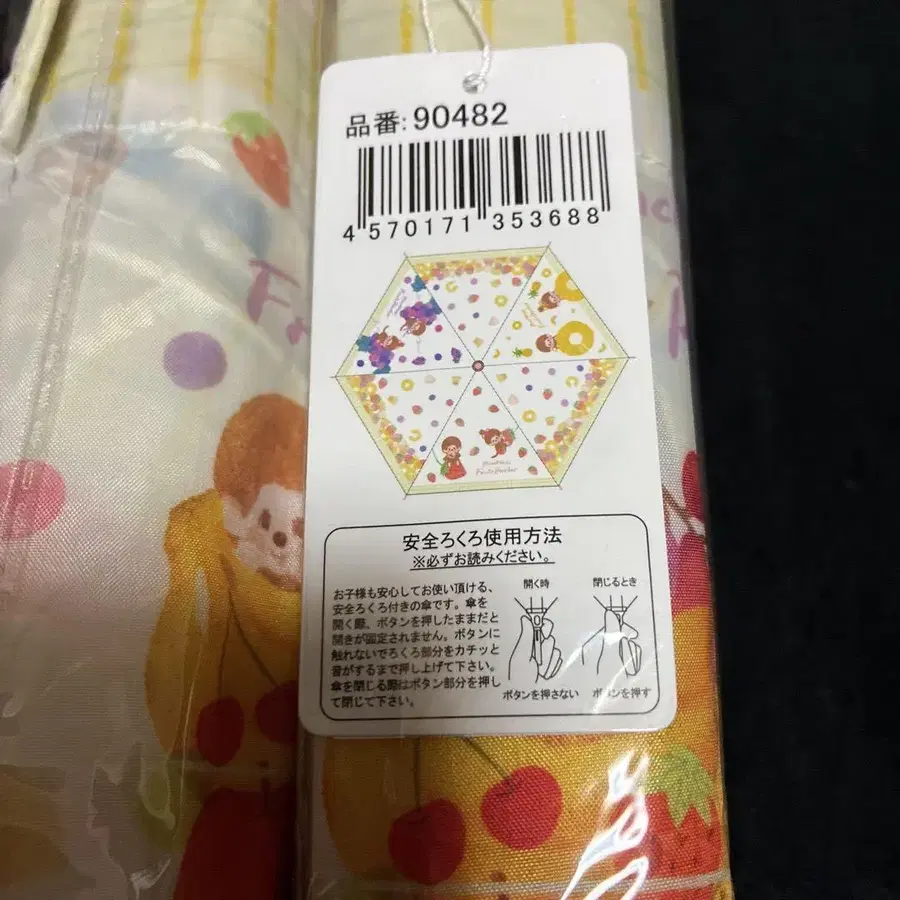 品番: 90482
4 570171 353688
安全ろくろ使用方法
※必ずお読みください。
お子様も安心してお使い頂ける、
安全ろくろ付きの傘です。傘を
開く際、ボタンを押したままだと
開きが固定されません。ボタンに
触れないでろくろ部分をカチッと
音がするまで押し上げて下さい。
傘を閉じる際はボタン部分を押し
て閉じて下さい。
開く時
閉じるとき
ボタンを押さない
ボタンを押す